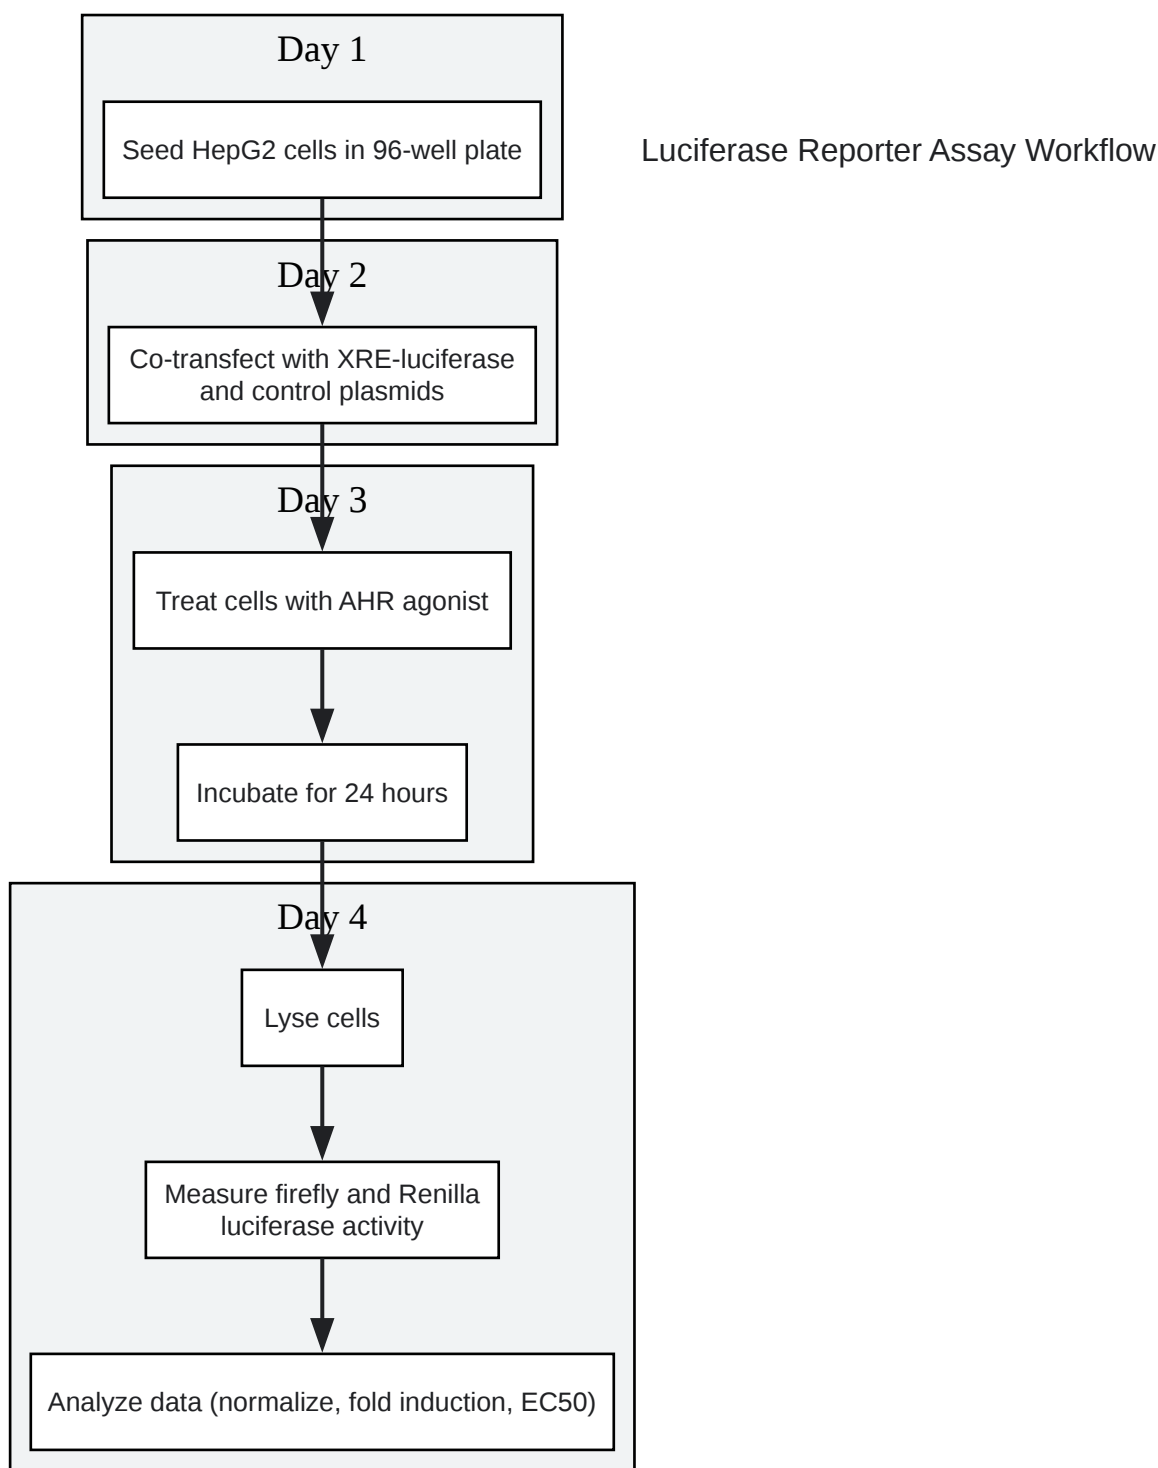 Day 1
Seed HepG2 cells in 96-well plate
Luciferase Reporter Assay Workflow
Day 2
Co-transfect with XRE-luciferase
and control plasmids
Day 3
Treat cells with AHR agonist
Incubate for 24 hours
Day 4
Lyse cells
Measure firefly and Renilla
luciferase activity
Analyze data (normalize, fold induction, EC50)